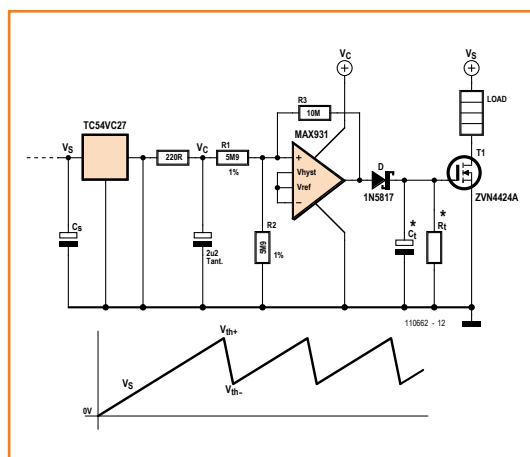 VC
VS
R3
10M
LOAD
TC54VC27
MAX931
VS
VC
R1
T1
220R
5M9
+
Vhyst
Vref
−
D
1%
1N5817
ZVN4424A
*
*
Cs
2u2
Tant.
R2
5M9
1%
Ct
Rt
110662 - 12
Vth+
VS
Vth−
0V